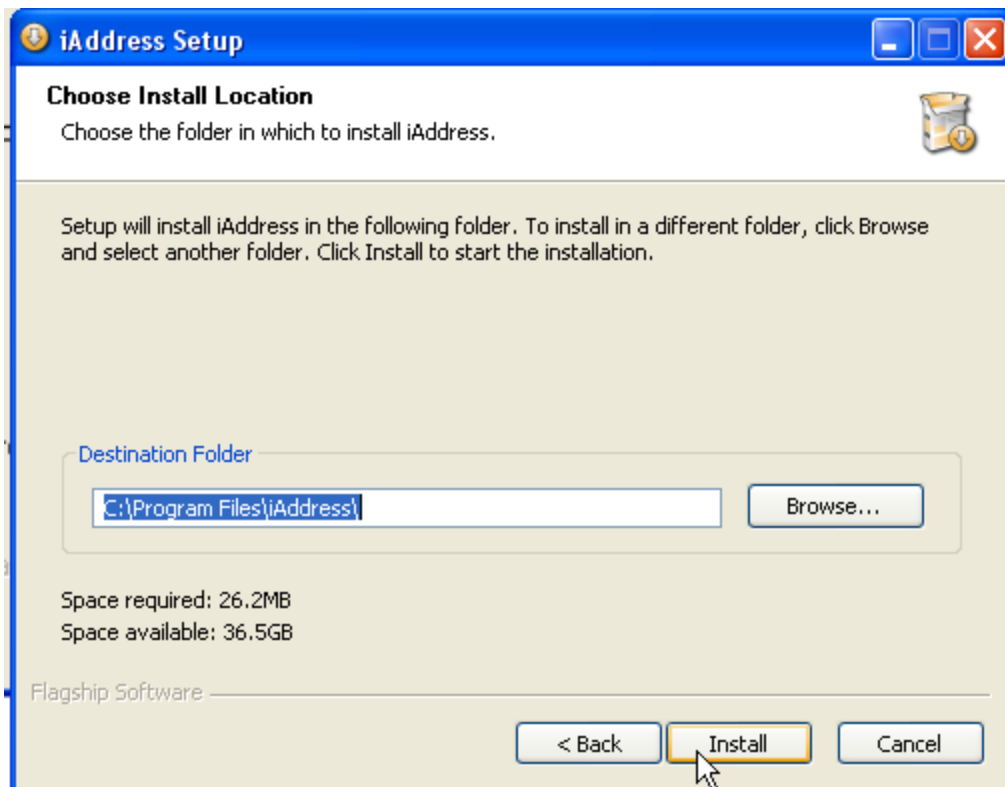 iAddress Setup
Choose Install Location
Choose the folder in which to install iAddress.
Setup will install iAddress in the following folder. To install in a different folder, click Browse
and select another folder. Click Install to start the installation.
Destination Folder
C:\Program Files\iAddress\
Browse...
Space required: 26.2MB
Space available: 36.5GB
Flagship Software
< Back
Install
Cancel